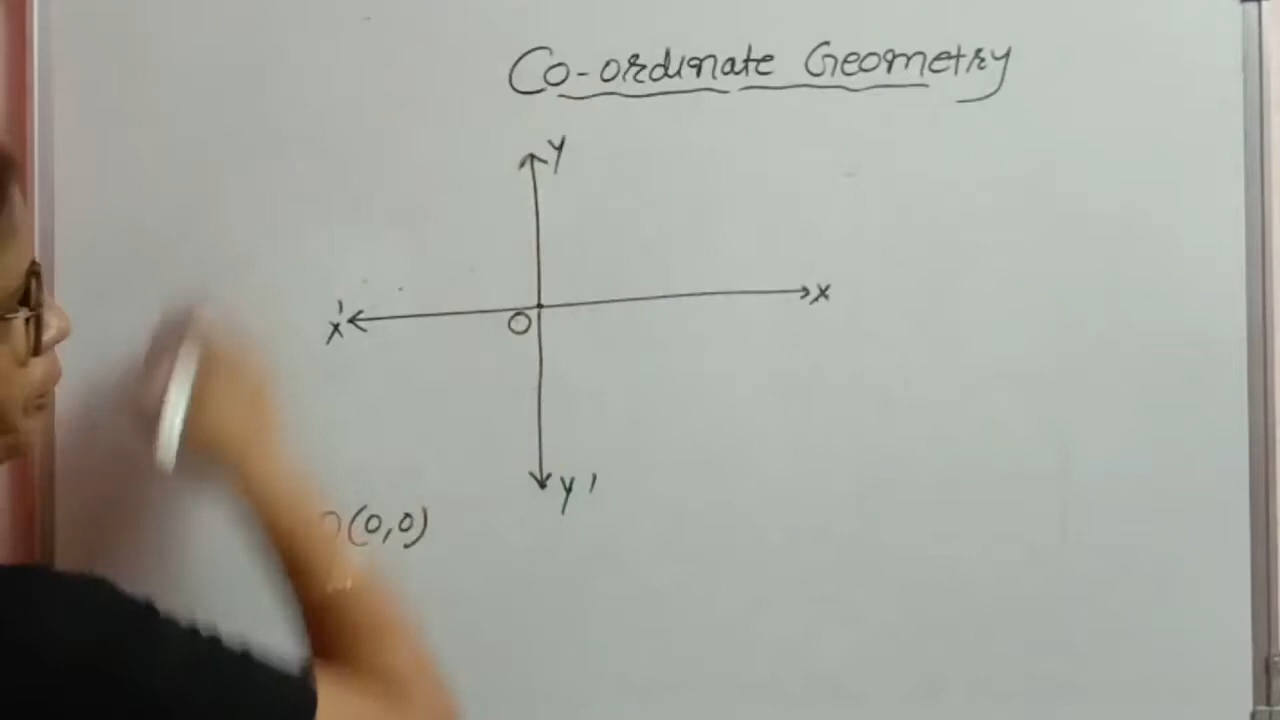 Co-ordinate Geometry
Y
X' X
O
Y'
(0,0)